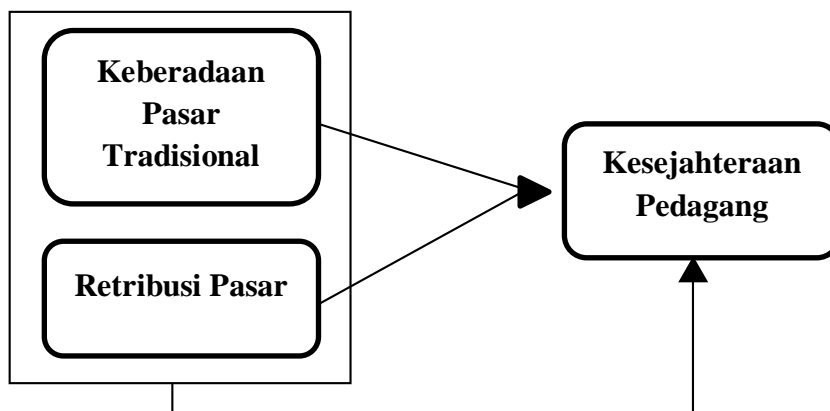 Keberadaan
Pasar
Tradisional
Retribusi Pasar
Kesejahteraan
Pedagang